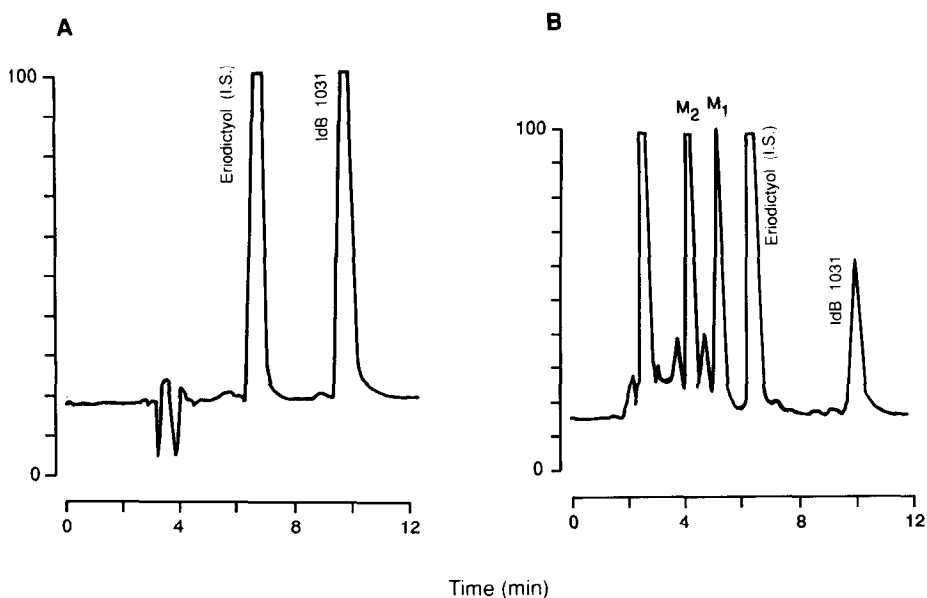 A
100
0
Eriodictyol (I.S.)
IdB 1031
0 4 8 12
B
100
0
M2 M1
Eriodictyol (I.S.)
IdB 1031
0 4 8 12
Time (min)